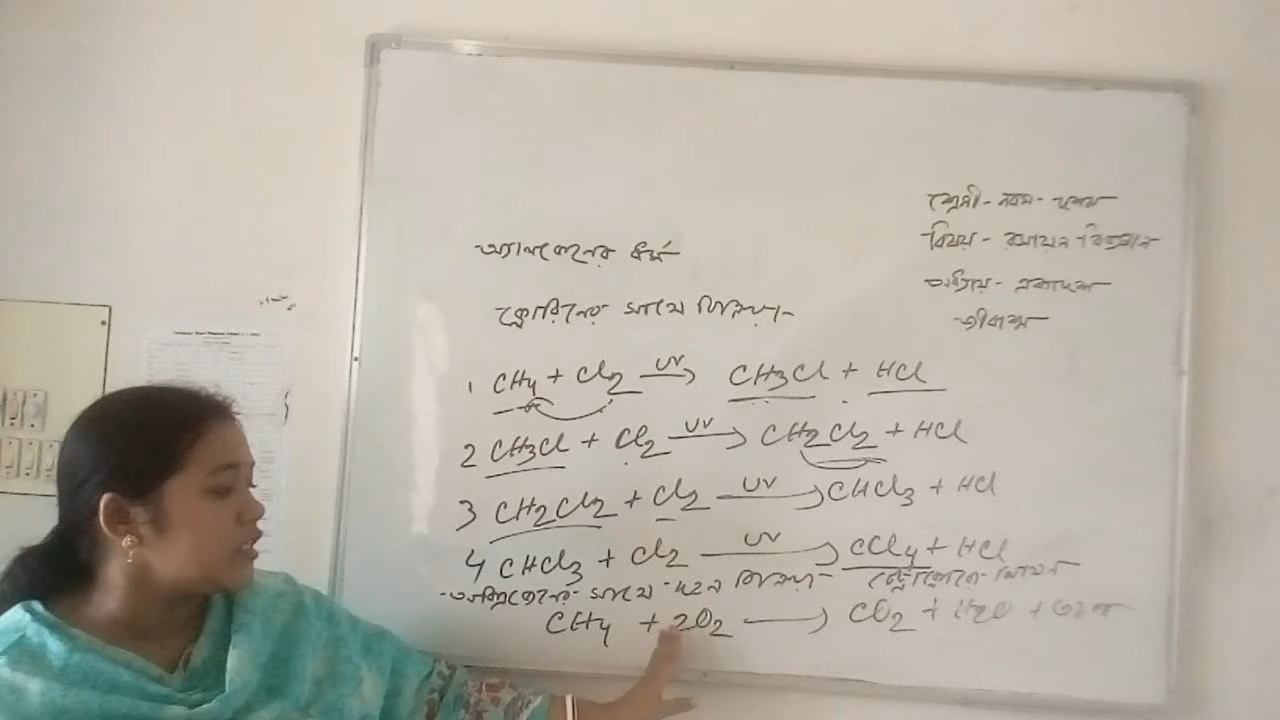 শ্রেণী - নবম - দশম
বিষয় - রসায়ন বিজ্ঞান
অধ্যায় - একাদশ
জীবাশ্ম
অ্যালকেনের ধর্ম
ক্লোরিনের সাথে বিক্রিয়া -
1 CH4 + Cl2 —UV→ CH3Cl + HCl
2 CH3Cl + Cl2 —UV→ CH2Cl2 + HCl
3 CH2Cl2 + Cl2 —UV→ CHCl3 + HCl
4 CHCl3 + Cl2 —UV→ CCl4 + HCl
অক্সিজেনের সাথে দহন বিক্রিয়া - টেট্রাক্লোরো মিথেন
CH4 + 2O2 → CO2 + H2O + তাপ